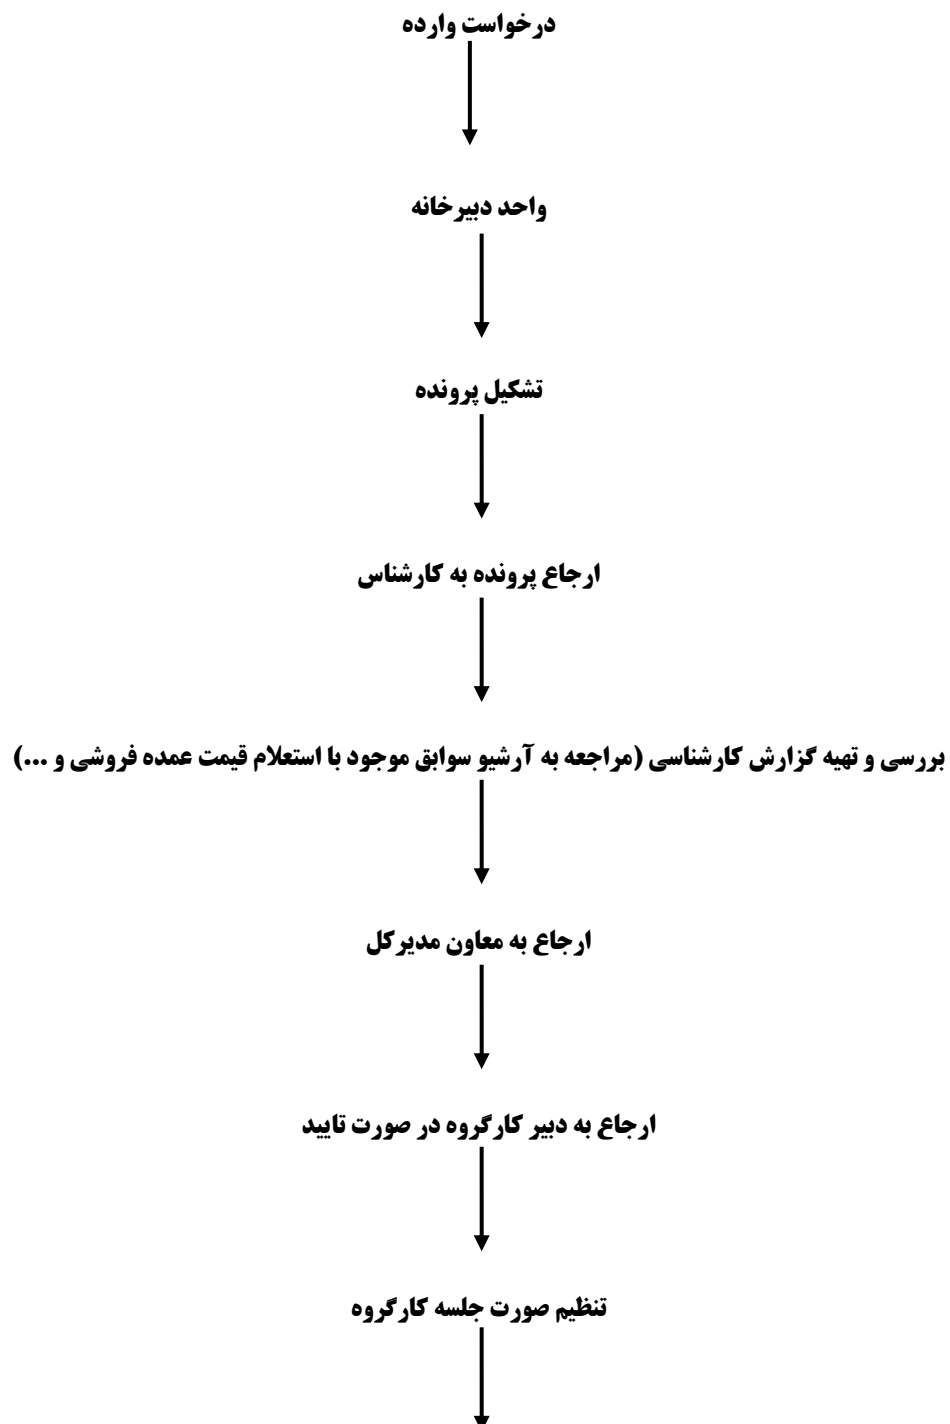 درخواست وارده
واحد دبیرخانه
تشکیل پرونده
ارجاع پرونده به کارشناس
بررسی و تهیه گزارش کارشناسی (مراجعه به آرشیو سوابق موجود با استعلام قیمت عمده فروشی و ...)
ارجاع به معاون مدیرکل
ارجاع به دبیر کارگروه در صورت تایید
تنظیم صورت جلسه کارگروه